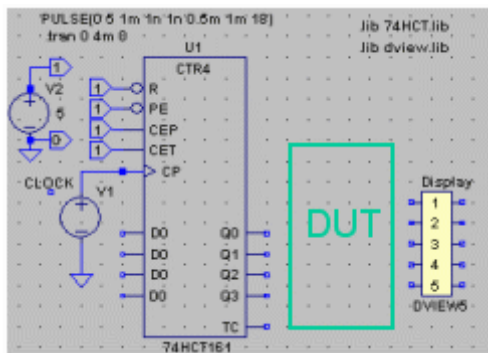 PULSE(0 5 1m 1n 1n 0.5m 1m 18)
.tran 0 4m 0
.lib 74HCT.lib
.lib dview.lib
U1
CTR4
1
V2
5
0
1 R
1 PE
1 CEP
1 CET
CP
CLOCK
V1
D0 Q0
D0 Q1
D0 Q2
D0 Q3
TC
74HCT161
DUT
Display
1
2
3
4
5
DVIEW5